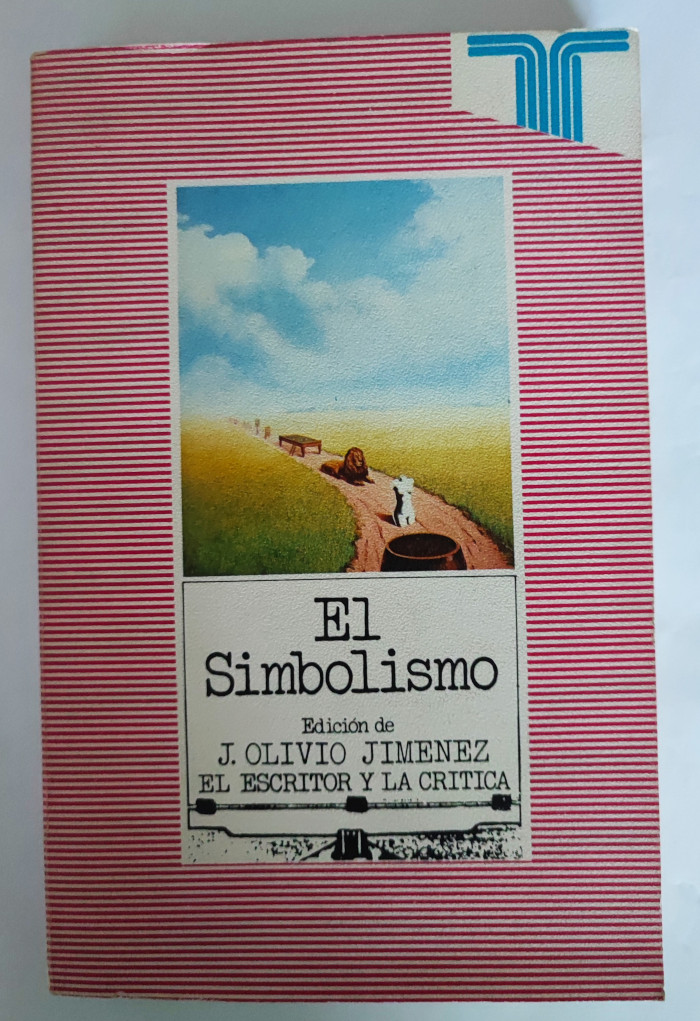 El
Simbolismo
Edición de
J. OLIVIO JIMENEZ
EL ESCRITOR Y LA CRITICA